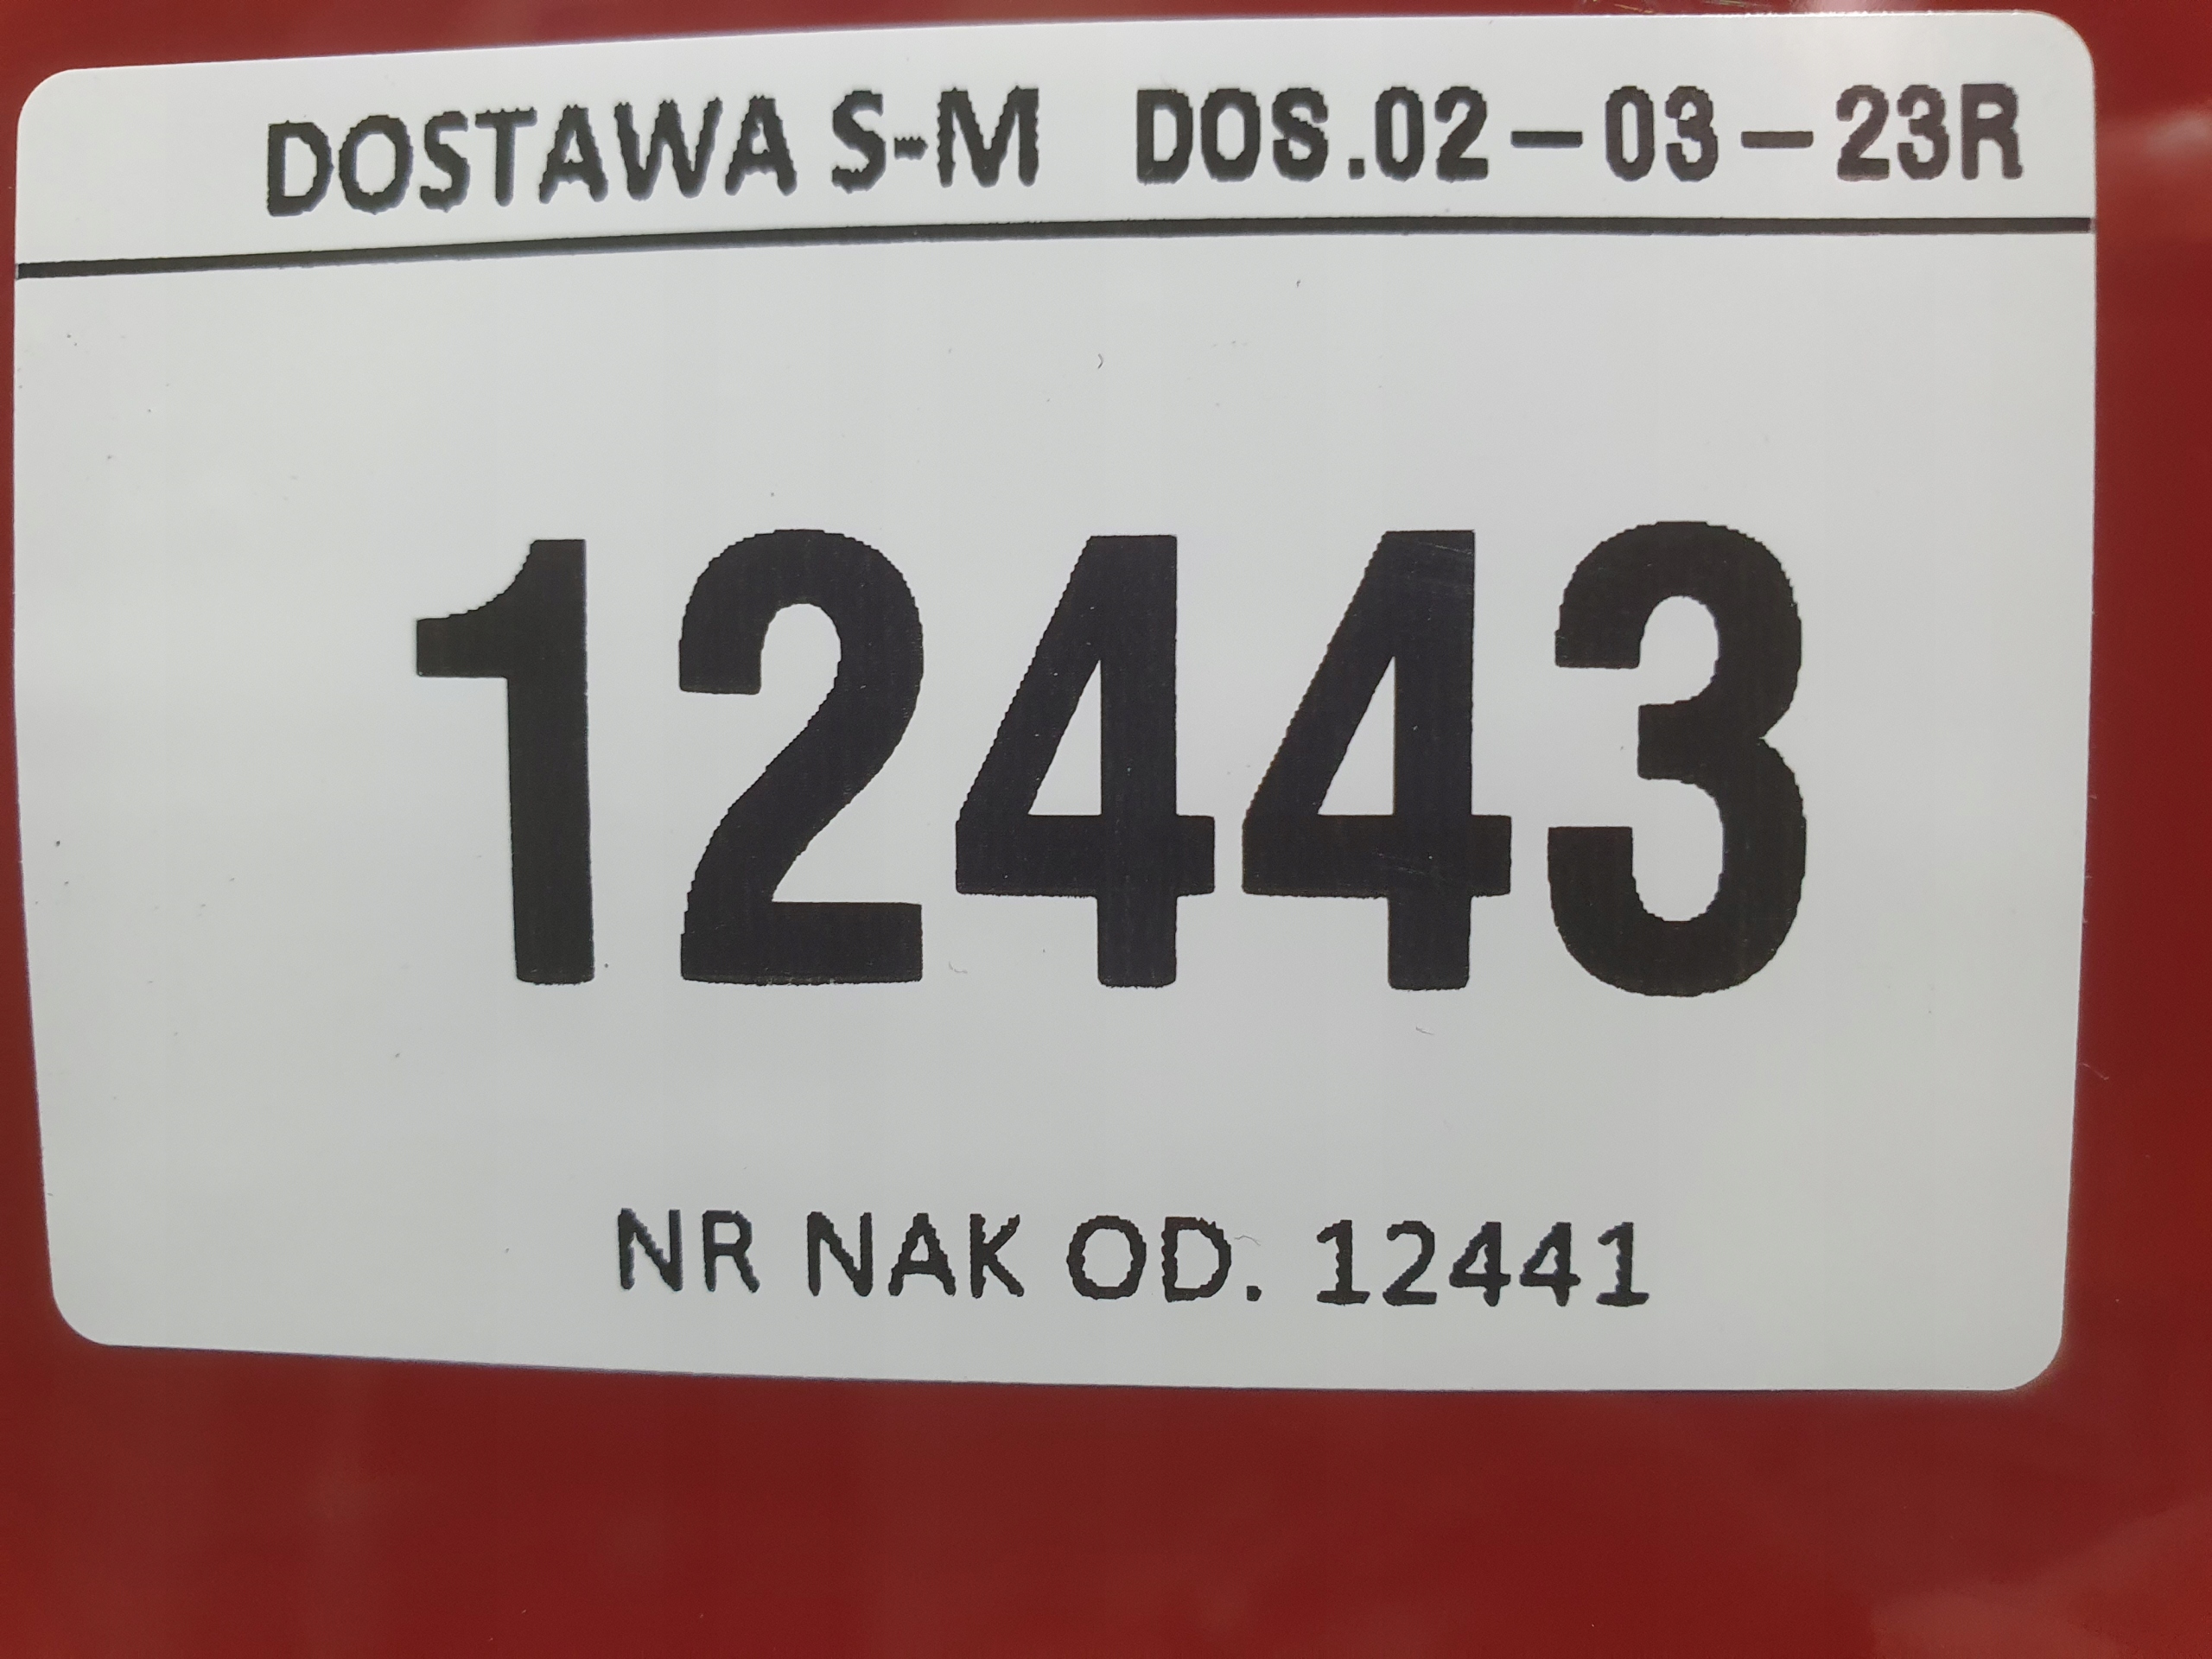 DOSTAWA S-M DOS.02-03-23R
12443
NR NAK OD. 12441